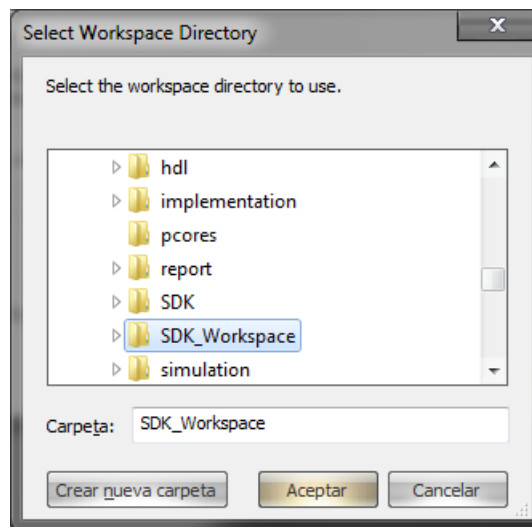 Select Workspace Directory
Select the workspace directory to use.
hdl
implementation
pcores
report
SDK
SDK_Workspace
simulation
Carpeta: SDK_Workspace
Crear nueva carpeta Aceptar Cancelar